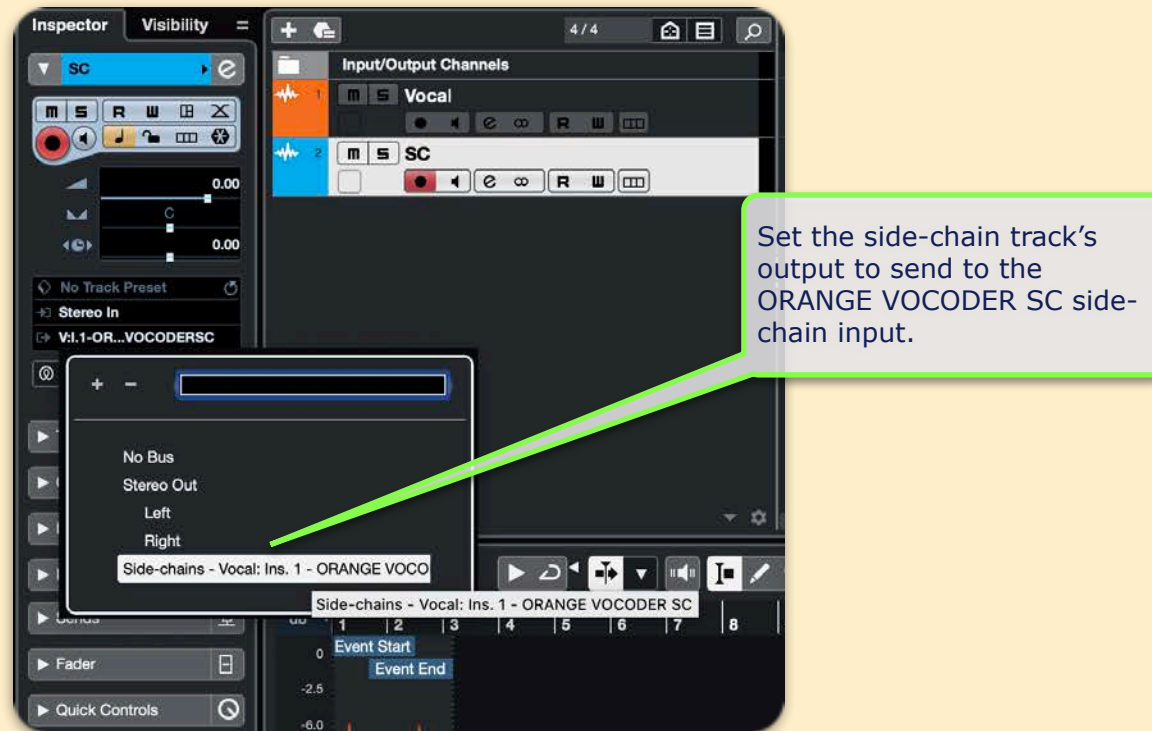 Inspector Visibility
4/4
SC
Input/Output Channels
m S R W
1 m S Vocal
R W
2 m S SC
R W
0.00
C
0.00
No Track Preset
Stereo In
V:I.1-OR...VOCODERSC
Set the side-chain track's
output to send to the
ORANGE VOCODER SC side-
chain input.
+ -
No Bus
Stereo Out
Left
Right
Side-chains - Vocal: Ins. 1 - ORANGE VOCO
Side-chains - Vocal: Ins. 1 - ORANGE VOCODER SC
1 2 3 4 5 6 7 8
0 Event Start
Event End
-2.5
-6.0
Fader
Quick Controls